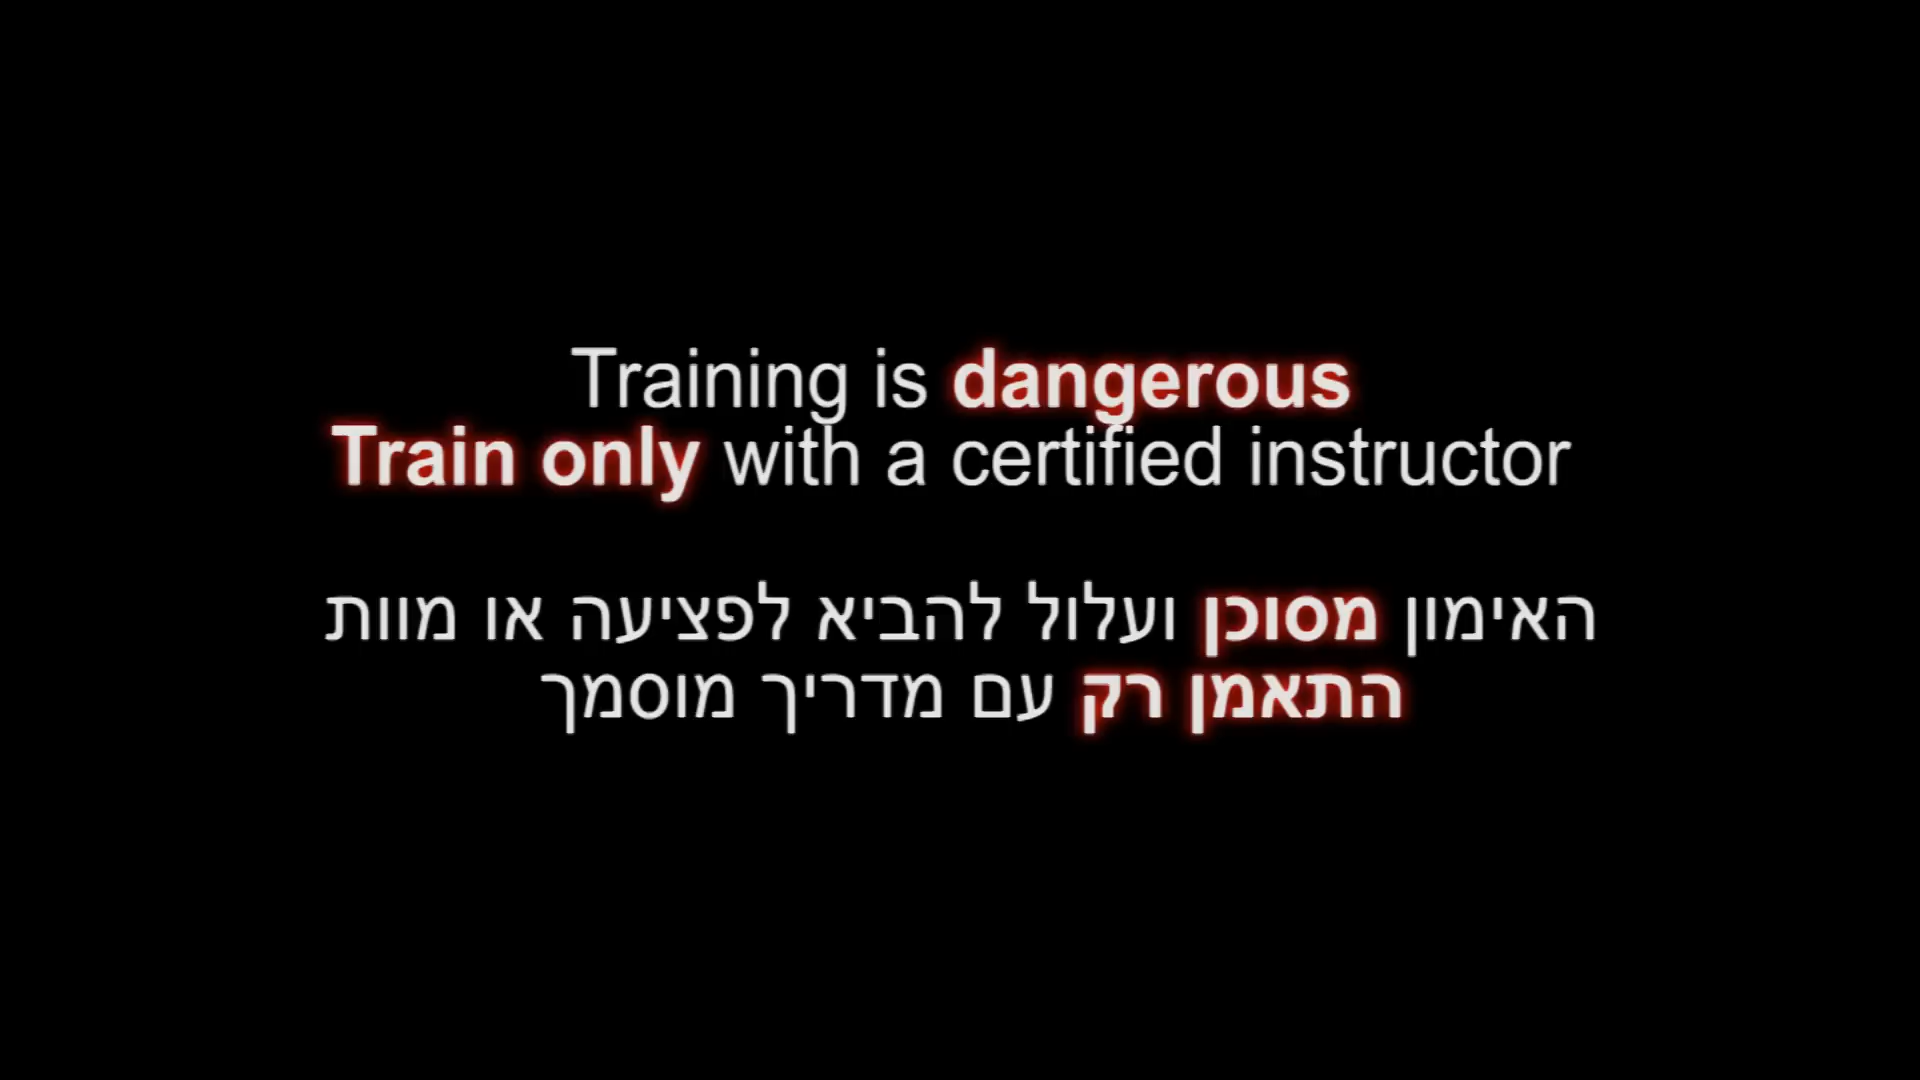 Training is dangerous
Train only with a certified instructor
האימון מסוכן ועלול להביא לפציעה או מוות
התאמן רק עם מדריך מוסמך